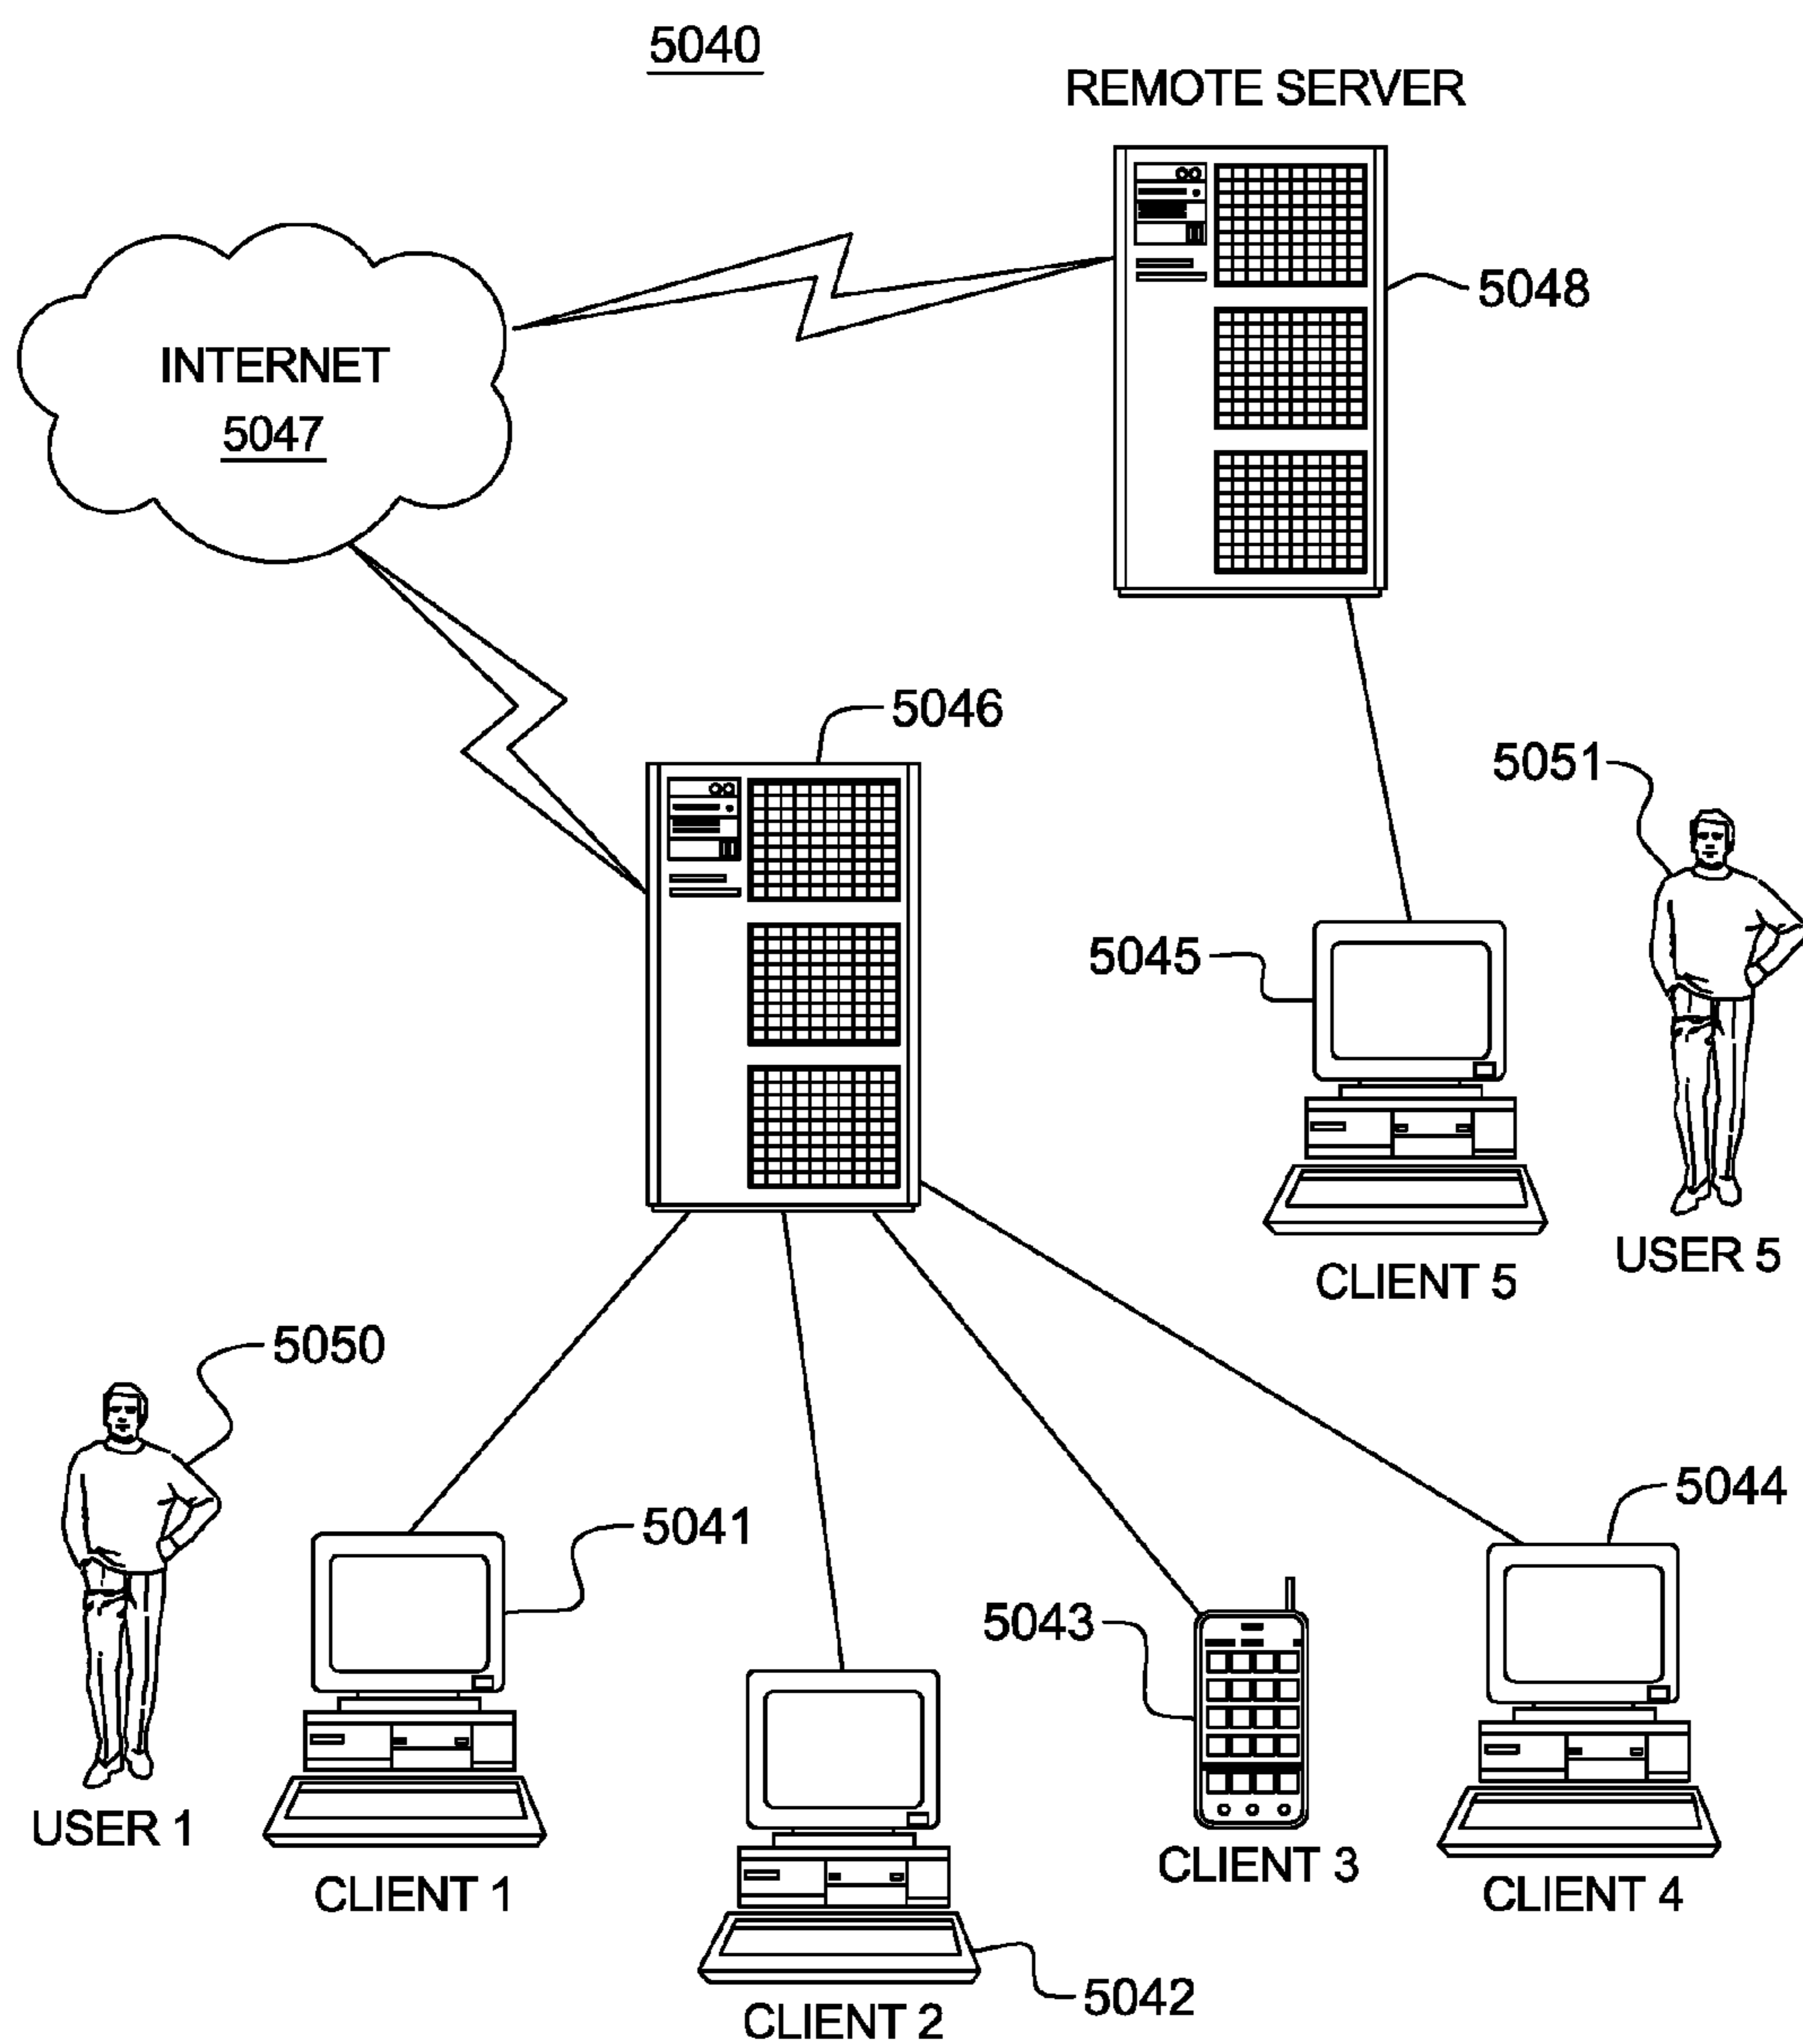 5040
REMOTE SERVER
5048
INTERNET
5047
5046
5051
5045
USER 5
CLIENT 5
5050
5041
5044
5043
USER 1
CLIENT 1
CLIENT 3
CLIENT 4
5042
CLIENT 2